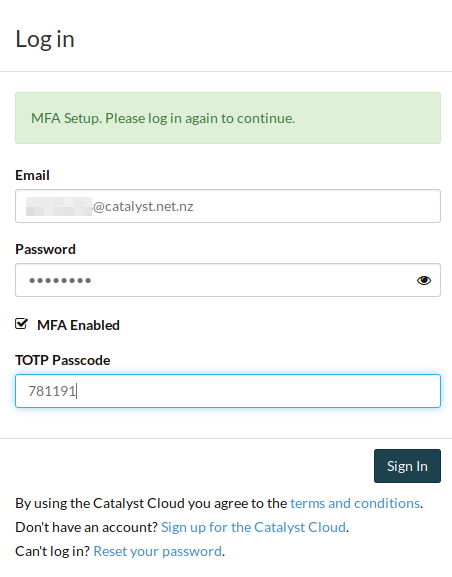 Log in
MFA Setup. Please log in again to continue.
Email
@catalyst.net.nz
Password
••••••••
MFA Enabled
TOTP Passcode
781191
Sign In
By using the Catalyst Cloud you agree to the terms and conditions.
Don't have an account? Sign up for the Catalyst Cloud.
Can't log in? Reset your password.